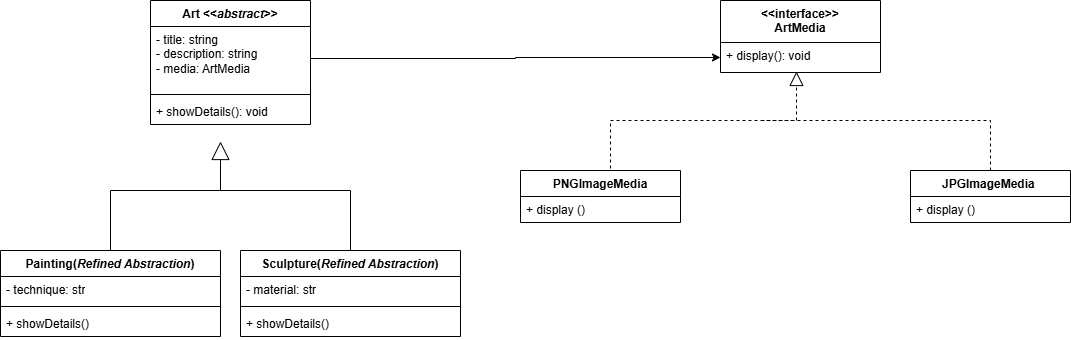 Art <<abstract>>
- title: string
- description: string
- media: ArtMedia
+ showDetails(): void
<<interface>>
ArtMedia
+ display(): void
PNGImageMedia
+ display ()
JPGImageMedia
+ display ()
Painting(Refined Abstraction)
- technique: str
+ showDetails()
Sculpture(Refined Abstraction)
- material: str
+ showDetails()